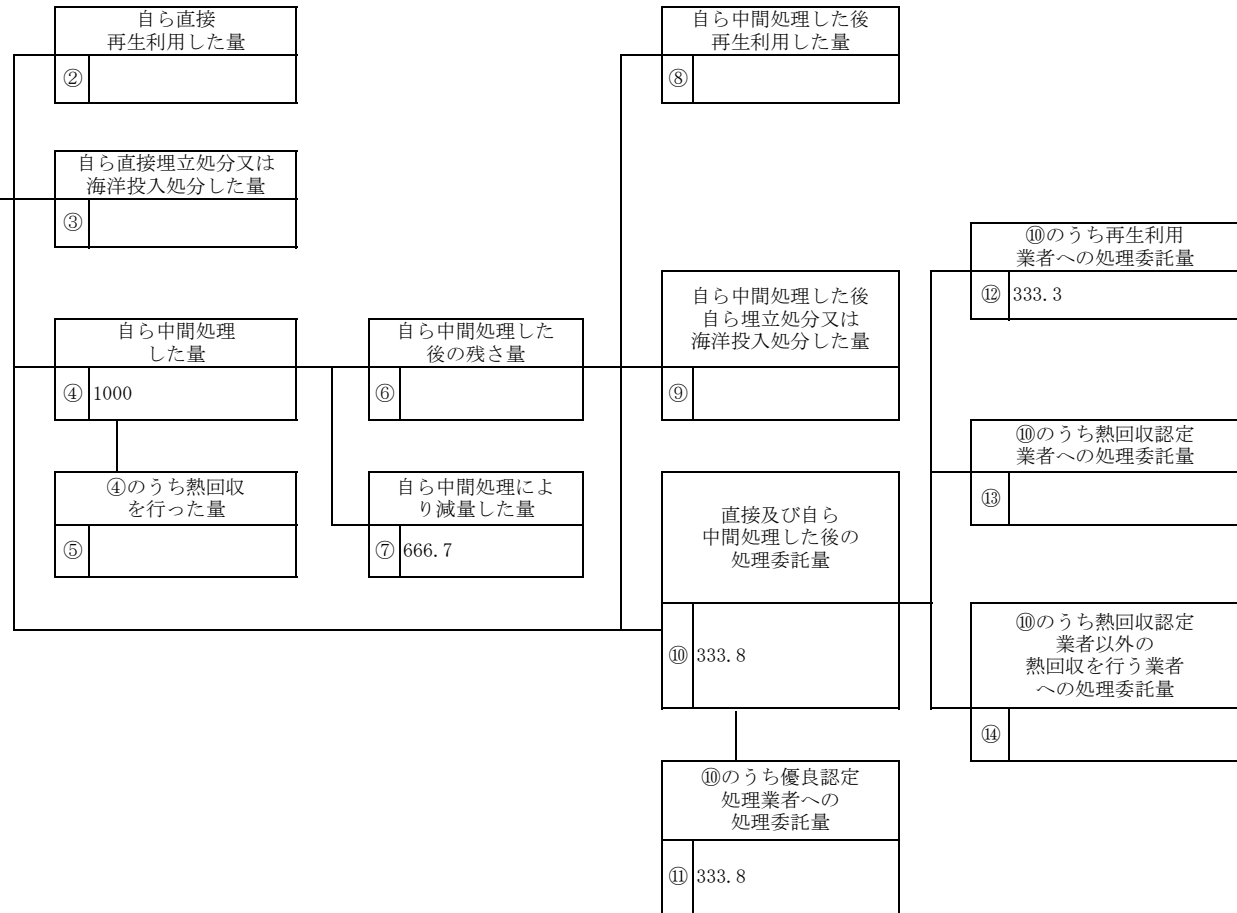 自ら直接
再生利用した量
②
自ら直接埋立処分又は
海洋投入処分した量
③
自ら中間処理
した量
④ 1000
④のうち熱回収
を行った量
⑤
自ら中間処理した
後の残さ量
⑥
自ら中間処理によ
り減量した量
⑦ 666.7
自ら中間処理した後
再生利用した量
⑧
自ら中間処理した後
自ら埋立処分又は
海洋投入処分した量
⑨
直接及び自ら
中間処理した後の
処理委託量
⑩ 333.8
⑩のうち優良認定
処理業者への
処理委託量
⑪ 333.8
⑩のうち再生利用
業者への処理委託量
⑫ 333.3
⑩のうち熱回収認定
業者への処理委託量
⑬
⑩のうち熱回収認定
業者以外の
熱回収を行う業者
への処理委託量
⑭